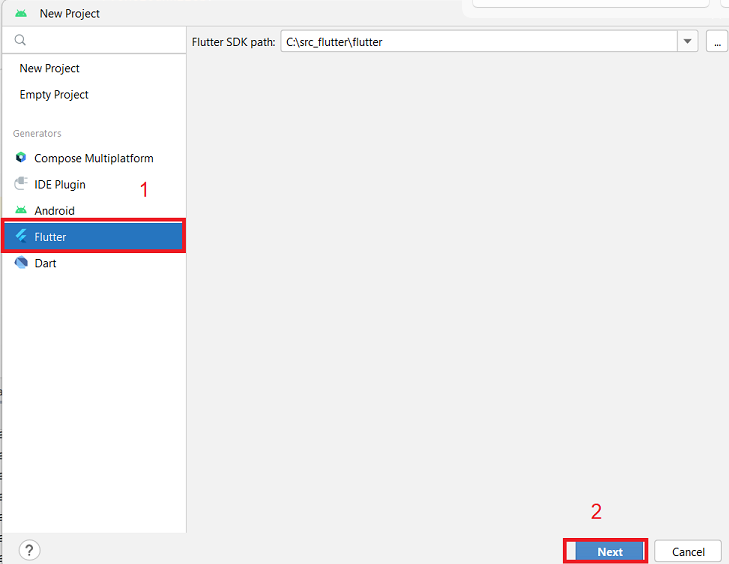 New Project
Flutter SDK path: C:\src_flutter\flutter ...
New Project
Empty Project
Generators
Compose Multiplatform
IDE Plugin
1
Android
Flutter
Dart
2
? Next Cancel